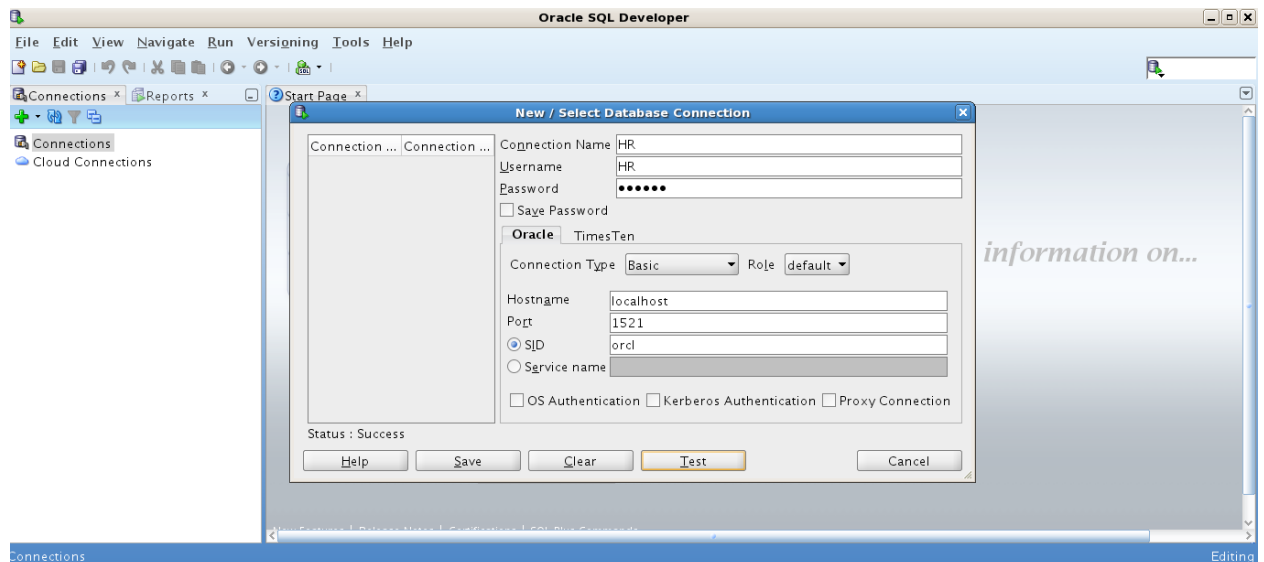 Oracle SQL Developer
File Edit View Navigate Run Versioning Tools Help
Connections x Reports x
Start Page x
Connections
Cloud Connections
New / Select Database Connection
Connection ... Connection ...
Connection Name HR
Username HR
Password ••••••
Save Password
Oracle TimesTen
Connection Type Basic Role default
Hostname localhost
Port 1521
SID orcl
Service name
OS Authentication Kerberos Authentication Proxy Connection
Status : Success
Help Save Clear Test Cancel
information on...
Connections Editing